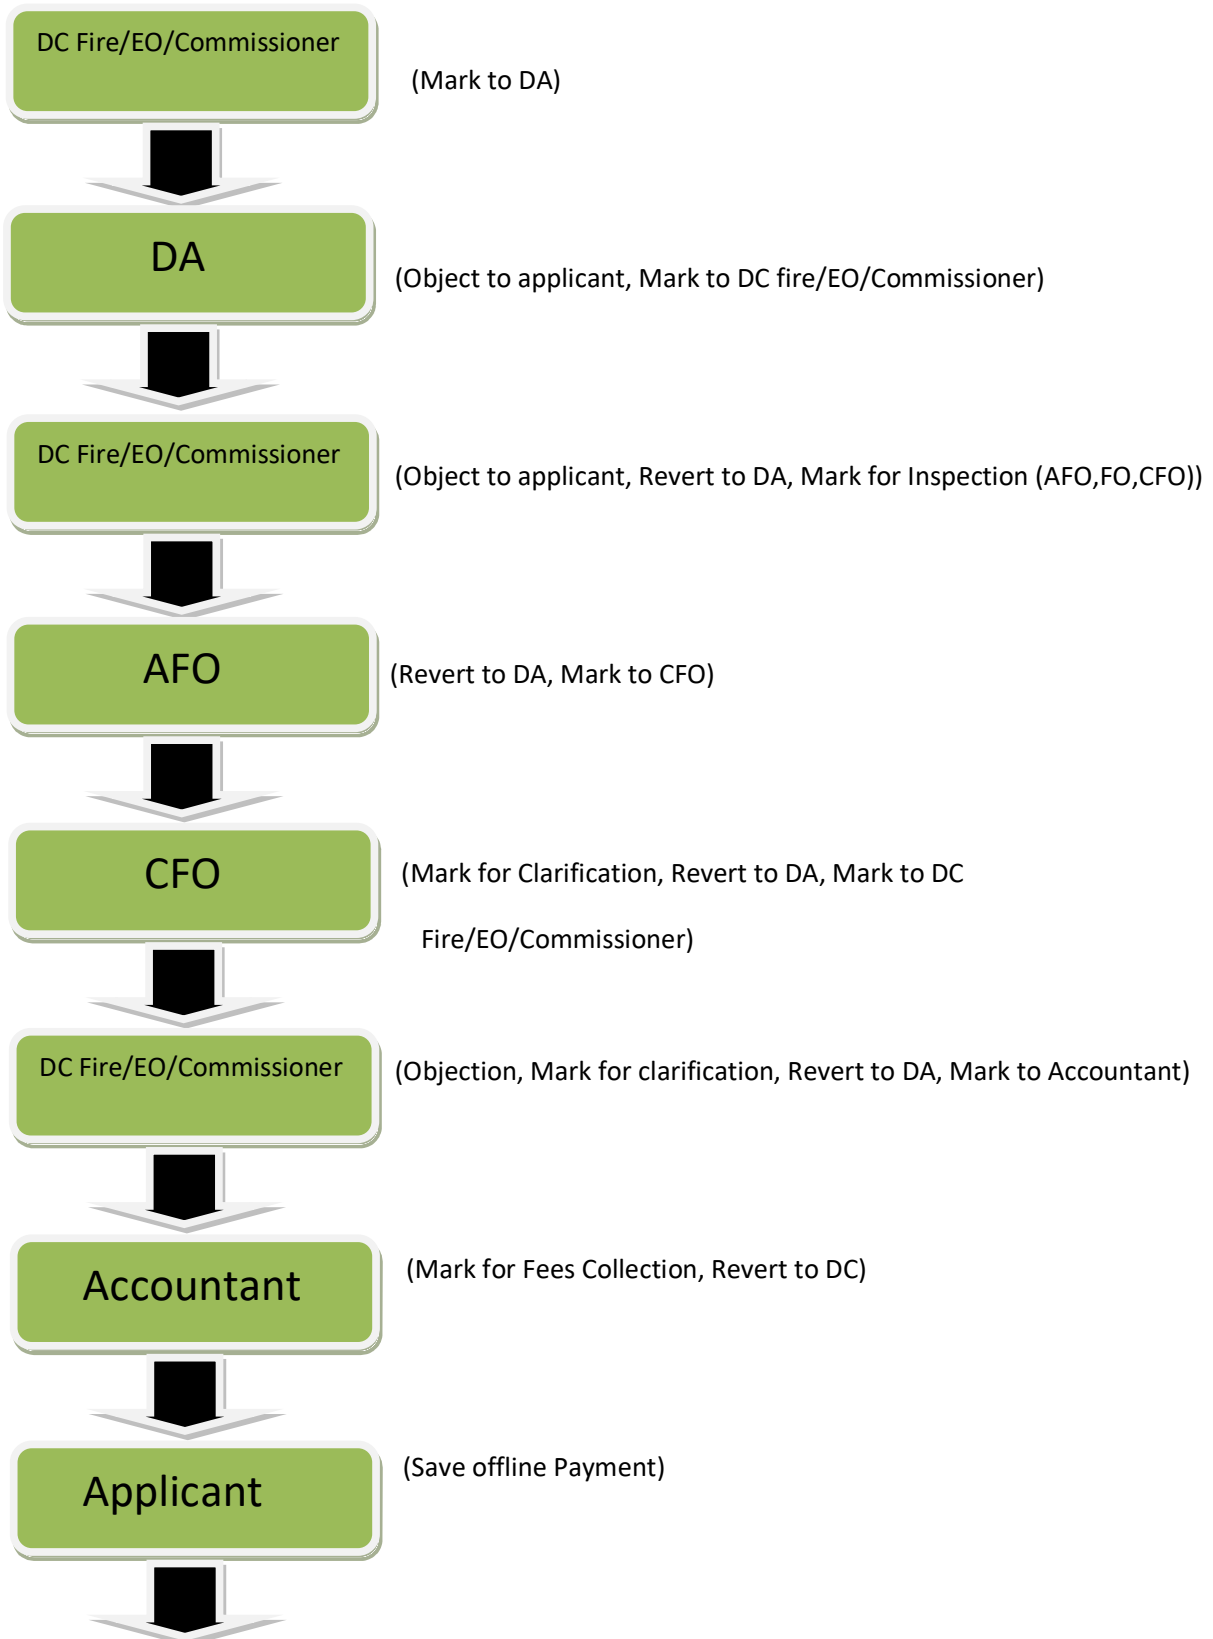 DC Fire/EO/Commissioner
(Mark to DA)
DA
(Object to applicant, Mark to DC fire/EO/Commissioner)
DC Fire/EO/Commissioner
(Object to applicant, Revert to DA, Mark for Inspection (AFO,FO,CFO))
AFO
(Revert to DA, Mark to CFO)
CFO
(Mark for Clarification, Revert to DA, Mark to DC
Fire/EO/Commissioner)
DC Fire/EO/Commissioner
(Objection, Mark for clarification, Revert to DA, Mark to Accountant)
Accountant
(Mark for Fees Collection, Revert to DC)
Applicant
(Save offline Payment)